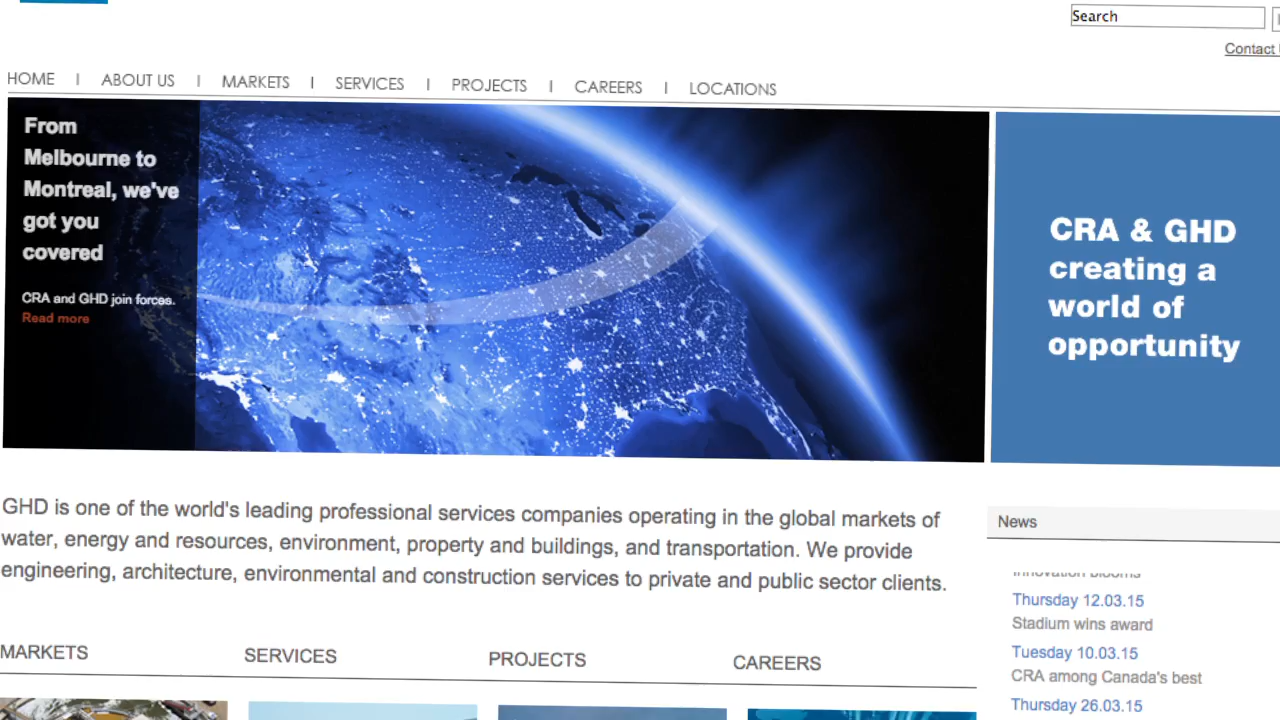 Search
Contact
HOME | ABOUT US | MARKETS | SERVICES | PROJECTS | CAREERS | LOCATIONS
From
Melbourne to
Montreal, we've
got you
covered
CRA and GHD join forces.
Read more
CRA & GHD
creating a
world of
opportunity
GHD is one of the world's leading professional services companies operating in the global markets of
water, energy and resources, environment, property and buildings, and transportation. We provide
engineering, architecture, environmental and construction services to private and public sector clients.
News
Innovation blooms
Thursday 12.03.15
Stadium wins award
Tuesday 10.03.15
CRA among Canada's best
Thursday 26.03.15
MARKETS
SERVICES
PROJECTS
CAREERS